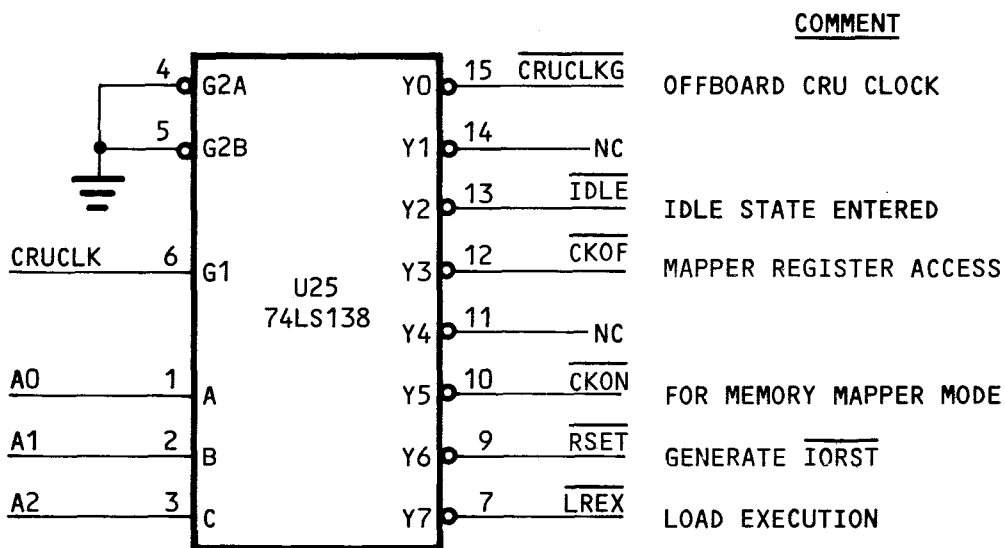 COMMENT
4 G2A Y0 15 CRUCLKG OFFBOARD CRU CLOCK
5 G2B Y1 14 NC
Y2 13 IDLE IDLE STATE ENTERED
CRUCLK 6 G1 Y3 12 CKOF MAPPER REGISTER ACCESS
U25
74LS138
Y4 11 NC
A0 1 A Y5 10 CKON FOR MEMORY MAPPER MODE
A1 2 B Y6 9 RSET GENERATE IORST
A2 3 C Y7 7 LREX LOAD EXECUTION